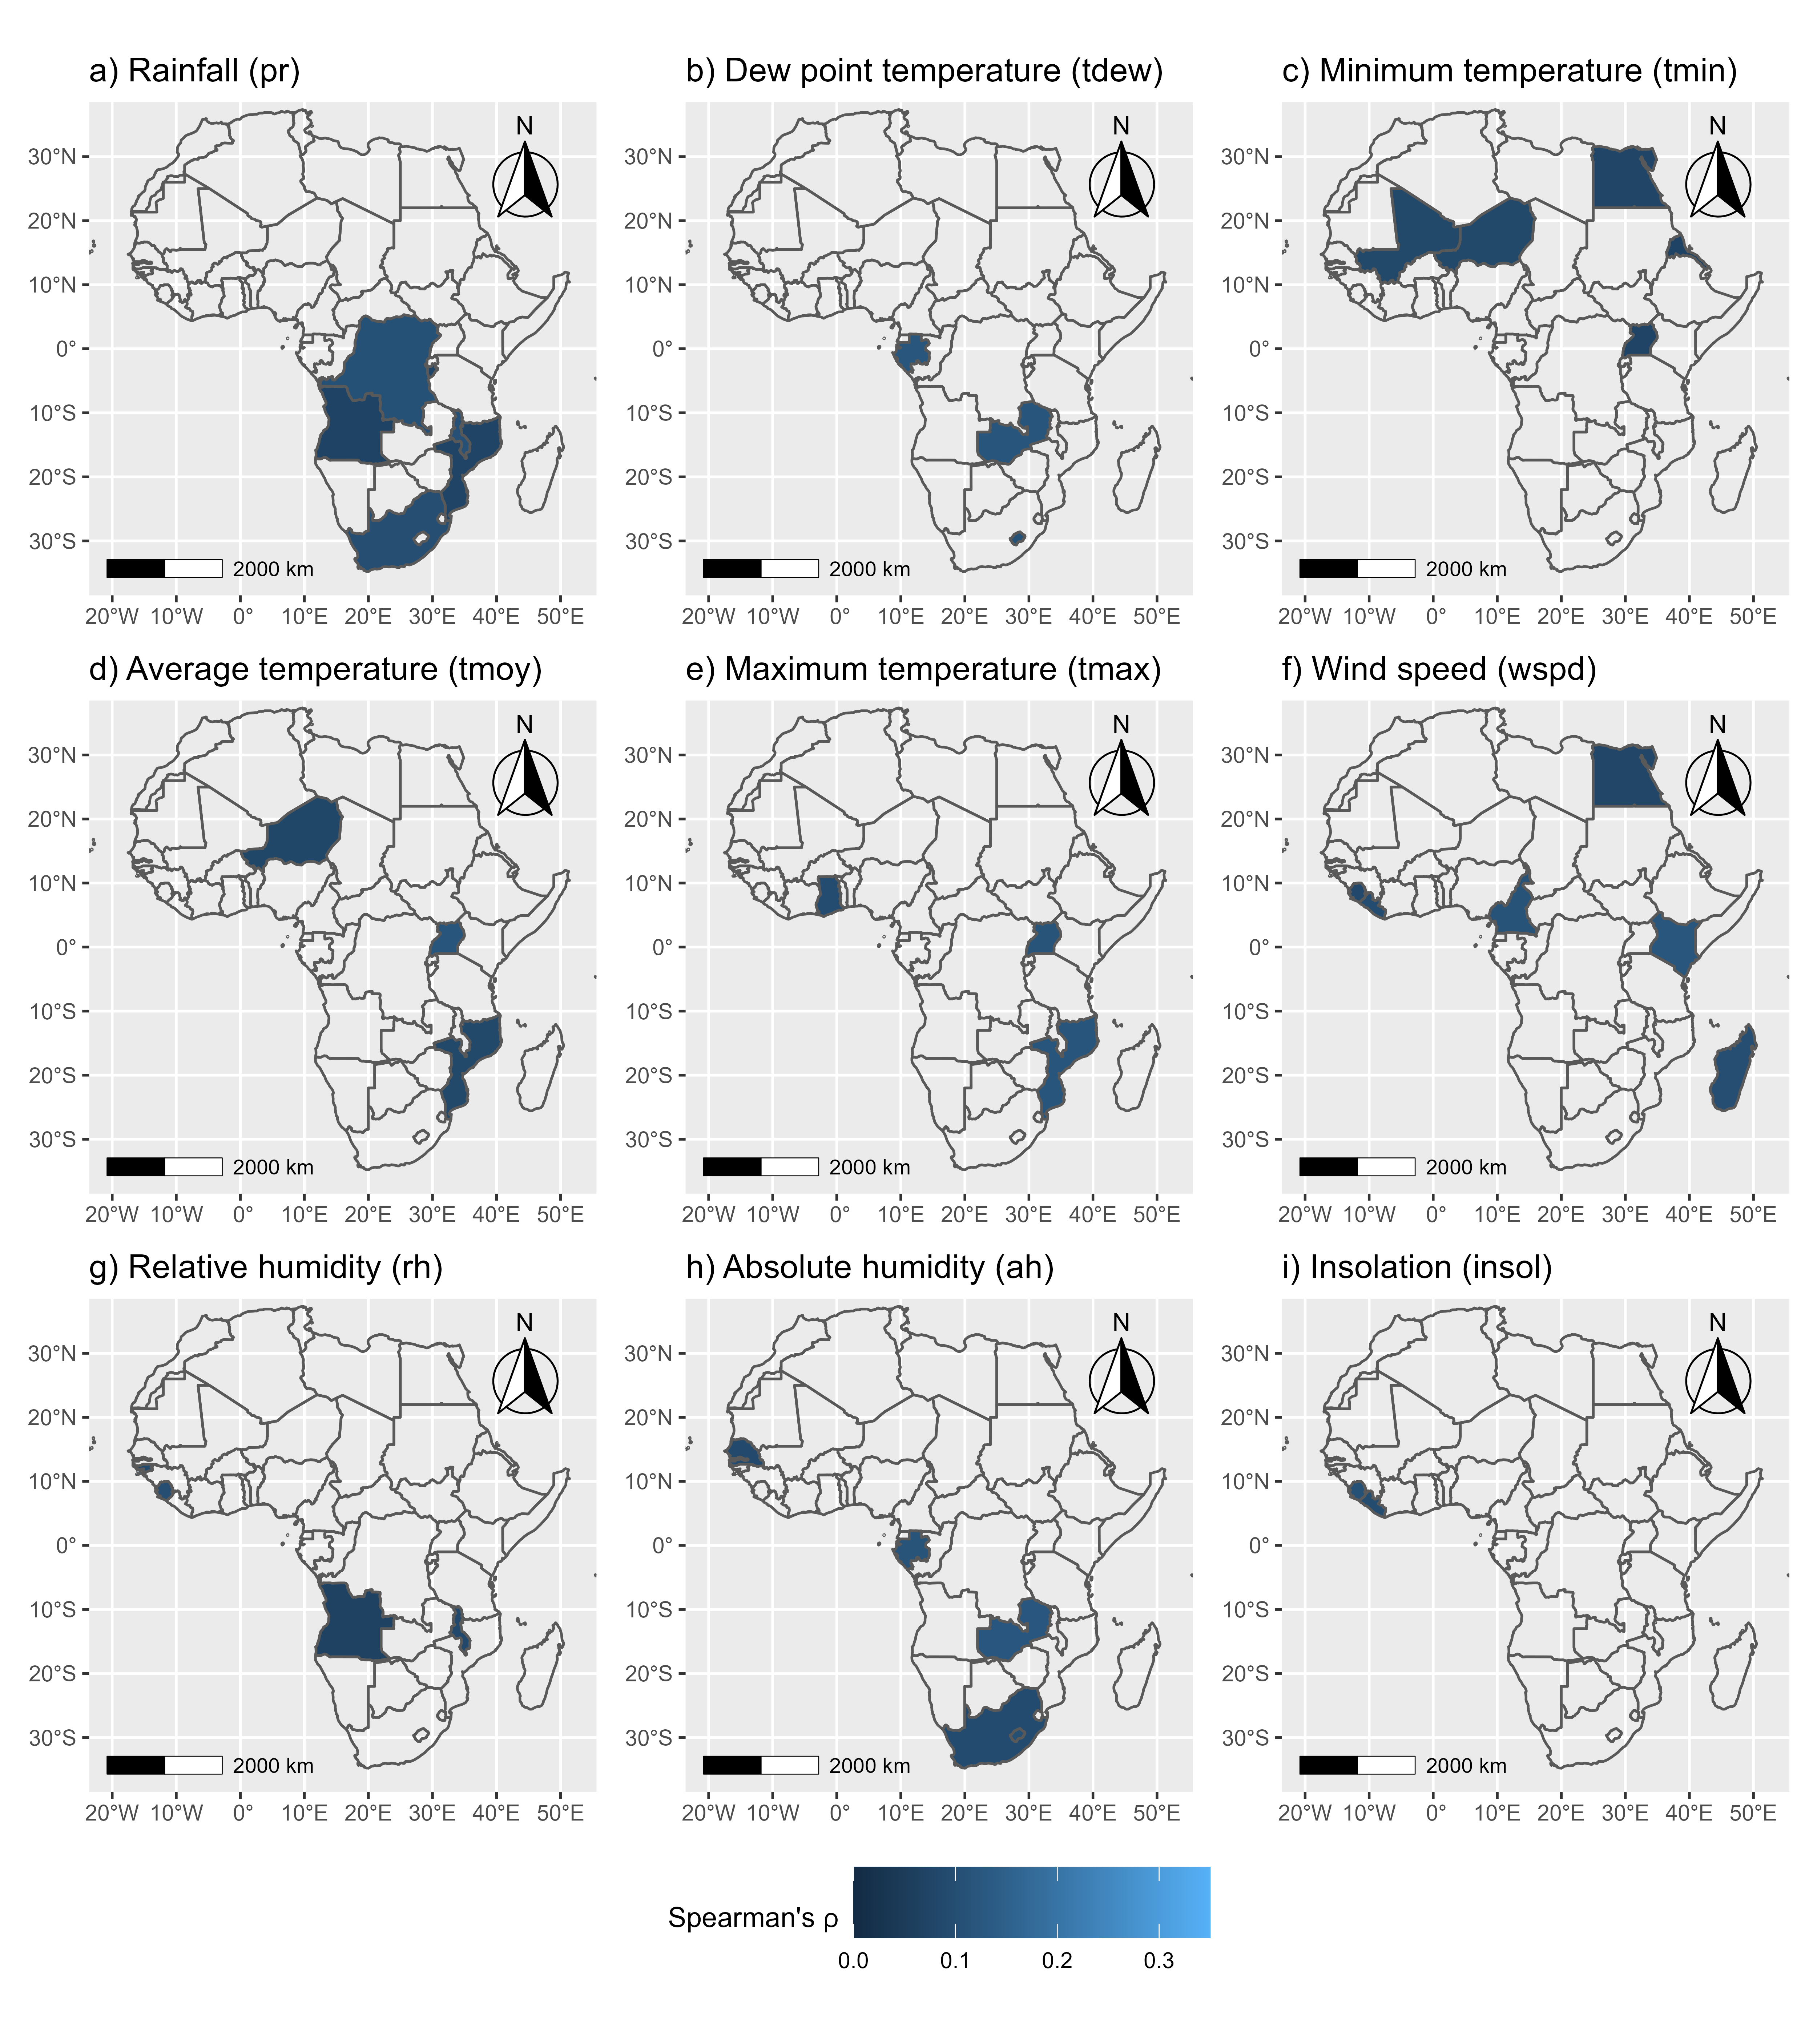 a) Rainfall (pr)
b) Dew point temperature (tdew)
c) Minimum temperature (tmin)
N
N
N
30°N
20°N
10°N
0°
10°S
20°S
30°S
30°N
20°N
10°N
0°
10°S
20°S
30°S
30°N
20°N
10°N
0°
10°S
20°S
30°S
2000 km
2000 km
2000 km
20°W 10°W 0° 10°E 20°E 30°E 40°E 50°E
20°W 10°W 0° 10°E 20°E 30°E 40°E 50°E
20°W 10°W 0° 10°E 20°E 30°E 40°E 50°E
d) Average temperature (tmoy)
e) Maximum temperature (tmax)
f) Wind speed (wspd)
N
N
N
30°N
20°N
10°N
0°
10°S
20°S
30°S
30°N
20°N
10°N
0°
10°S
20°S
30°S
30°N
20°N
10°N
0°
10°S
20°S
30°S
2000 km
2000 km
2000 km
20°W 10°W 0° 10°E 20°E 30°E 40°E 50°E
20°W 10°W 0° 10°E 20°E 30°E 40°E 50°E
20°W 10°W 0° 10°E 20°E 30°E 40°E 50°E
g) Relative humidity (rh)
h) Absolute humidity (ah)
i) Insolation (insol)
N
N
N
30°N
20°N
10°N
0°
10°S
20°S
30°S
30°N
20°N
10°N
0°
10°S
20°S
30°S
30°N
20°N
10°N
0°
10°S
20°S
30°S
2000 km
2000 km
2000 km
20°W 10°W 0° 10°E 20°E 30°E 40°E 50°E
20°W 10°W 0° 10°E 20°E 30°E 40°E 50°E
20°W 10°W 0° 10°E 20°E 30°E 40°E 50°E
Spearman's ρ
0.0 0.1 0.2 0.3